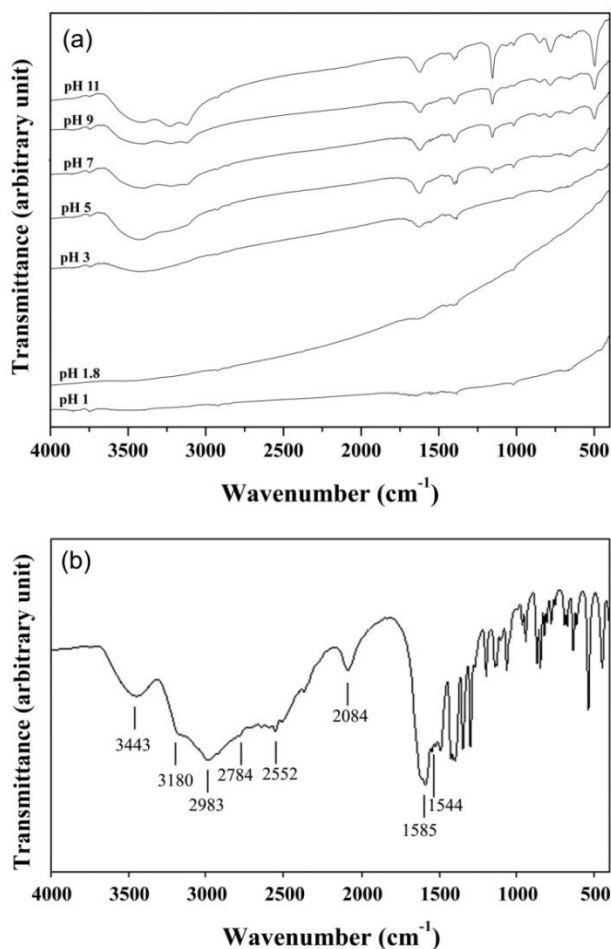 (a)
Transmittance (arbitrary unit)
pH 11
pH 9
pH 7
pH 5
pH 3
pH 1.8
pH 1
4000 3500 3000 2500 2000 1500 1000 500
Wavenumber (cm⁻¹)
(b)
Transmittance (arbitrary unit)
3443
3180
2983
2784
2552
2084
1585
1544
4000 3500 3000 2500 2000 1500 1000 500
Wavenumber (cm⁻¹)